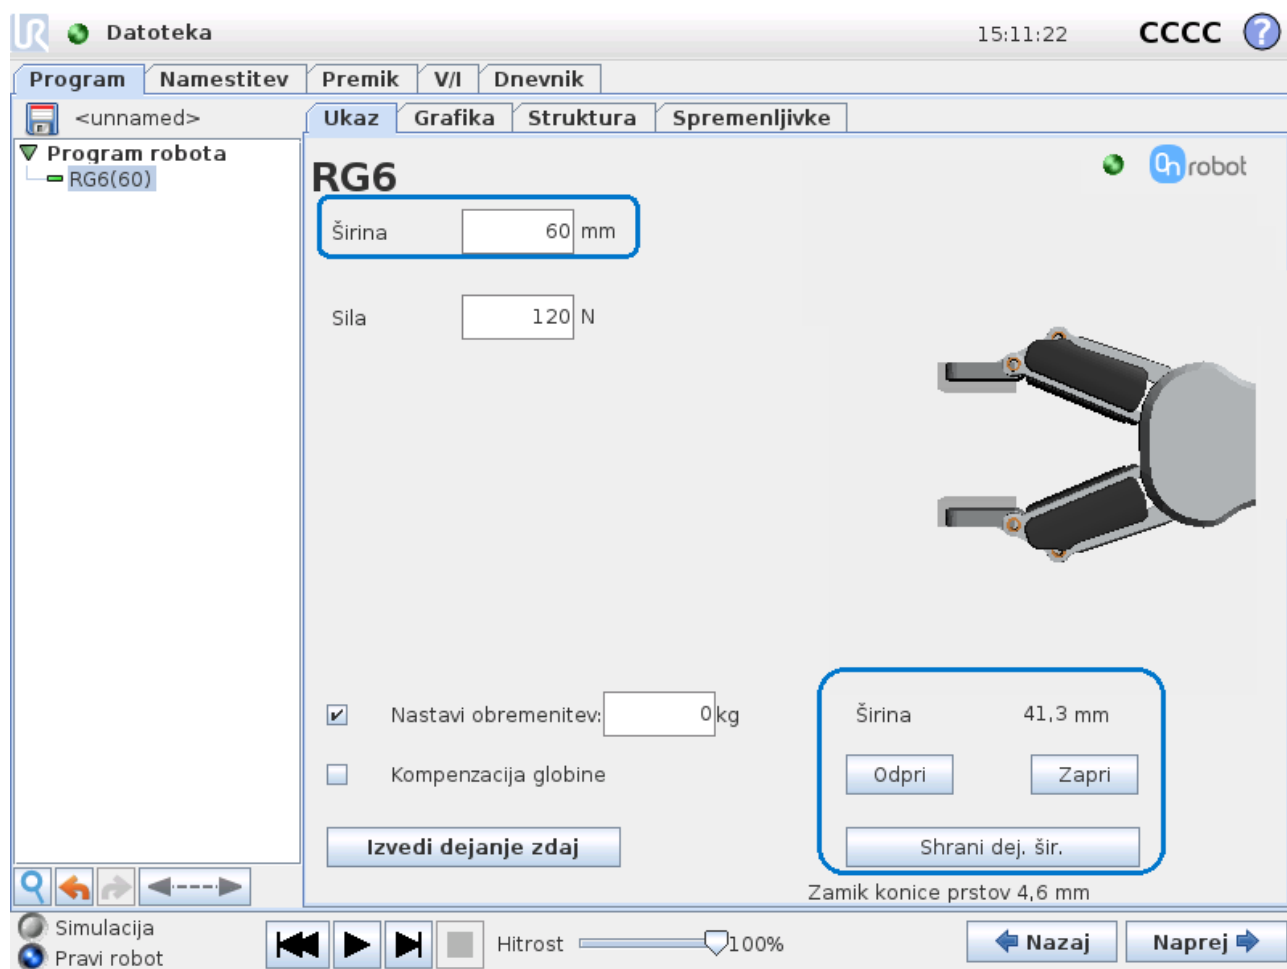 Datoteka
15:11:22
CCCC
?
Program
Namestitev
Premik
V/I
Dnevnik
<unnamed>
Ukaz
Grafika
Struktura
Spremenljivke
Program robota
RG6(60)
RG6
On robot
Širina 60 mm
Sila 120 N
Nastavi obremenitev: 0 kg
Kompenzacija globine
Izvedi dejanje zdaj
Širina 41,3 mm
Odpri
Zapri
Shrani dej. šir.
Zamik konice prstov 4,6 mm
Simulacija
Pravi robot
Hitrost 100%
Nazaj
Naprej